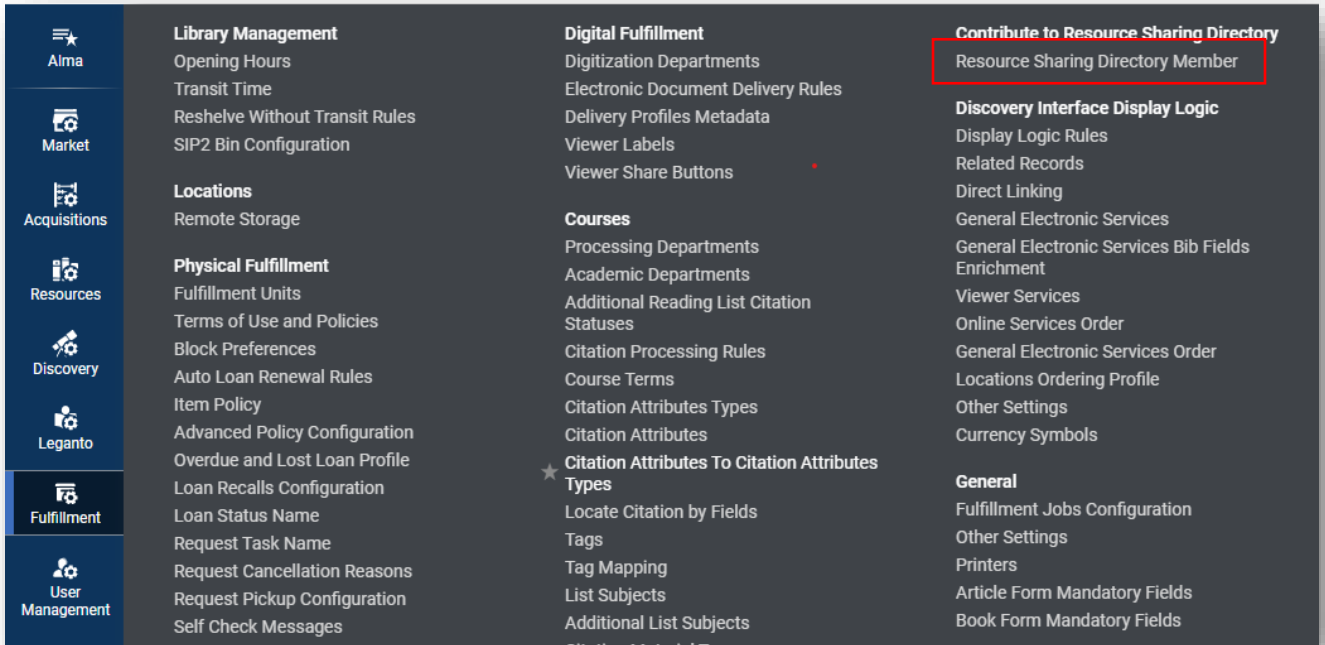 Alma
Market
Acquisitions
Resources
Discovery
Leganto
Fulfillment
User
Management
Library Management
Opening Hours
Transit Time
Reshelve Without Transit Rules
SIP2 Bin Configuration
Locations
Remote Storage
Physical Fulfillment
Fulfillment Units
Terms of Use and Policies
Block Preferences
Auto Loan Renewal Rules
Item Policy
Advanced Policy Configuration
Overdue and Lost Loan Profile
Loan Recalls Configuration
Loan Status Name
Request Task Name
Request Cancellation Reasons
Request Pickup Configuration
Self Check Messages
Digital Fulfillment
Digitization Departments
Electronic Document Delivery Rules
Delivery Profiles Metadata
Viewer Labels
Viewer Share Buttons
Courses
Processing Departments
Academic Departments
Additional Reading List Citation
Statuses
Citation Processing Rules
Course Terms
Citation Attributes Types
Citation Attributes
Citation Attributes To Citation Attributes
Types
Locate Citation by Fields
Tags
Tag Mapping
List Subjects
Additional List Subjects
Contribute to Resource Sharing Directory
Resource Sharing Directory Member
Discovery Interface Display Logic
Display Logic Rules
Related Records
Direct Linking
General Electronic Services
General Electronic Services Bib Fields
Enrichment
Viewer Services
Online Services Order
General Electronic Services Order
Locations Ordering Profile
Other Settings
Currency Symbols
General
Fulfillment Jobs Configuration
Other Settings
Printers
Article Form Mandatory Fields
Book Form Mandatory Fields